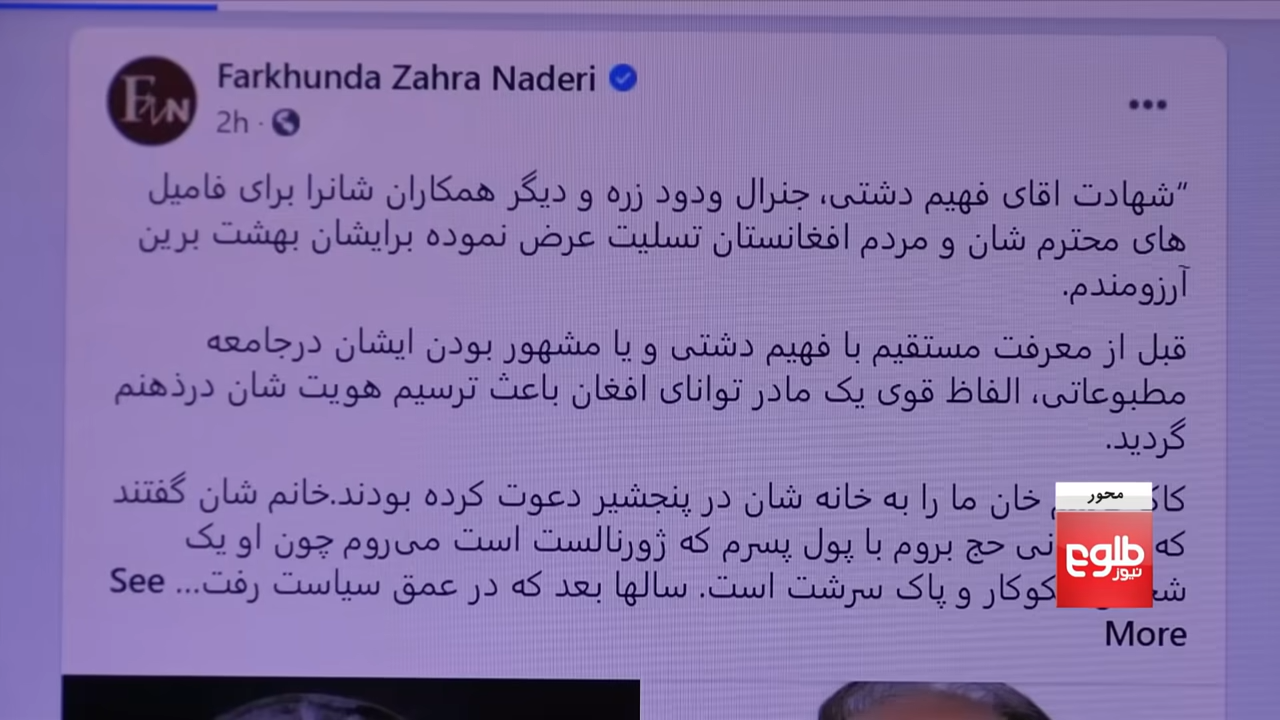 Farkhunda Zahra Naderi
2h ·
“شهادت اقای فهیم دشتی، جنرال ودود زره و دیگر همکاران شانرا برای فامیل
های محترم شان و مردم افغانستان تسلیت عرض نموده برایشان بهشت برین
آرزومندم.
قبل از معرفت مستقیم با فهیم دشتی و یا مشهور بودن ایشان درجامعه
مطبوعاتی، الفاظ قوی یک مادر توانای افغان باعث ترسیم هویت شان درذهنم
گردید.
خان ما را به خانه شان در پنجشیر دعوت کرده بودند.خانم شان گفتند
که حج بروم با پول پسرم که ژورنالست است می‌روم چون او یک
و پاک سرشت است. سالها بعد که در عمق سیاست رفت... See
More
محور
طلوع
نیوز